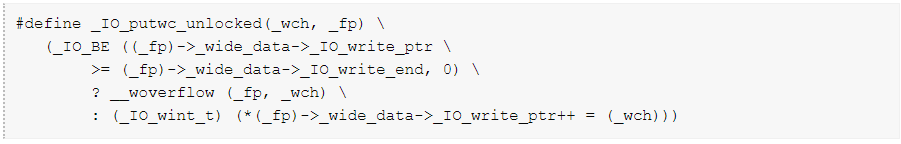 #define _IO_putwc_unlocked(_wch, _fp) \
(_IO_BE ((_fp)->_wide_data->_IO_write_ptr \
>= (_fp)->_wide_data->_IO_write_end, 0) \
? __woverflow (_fp, _wch) \
: (_IO_wint_t) (*(_fp)->_wide_data->_IO_write_ptr++ = (_wch)))